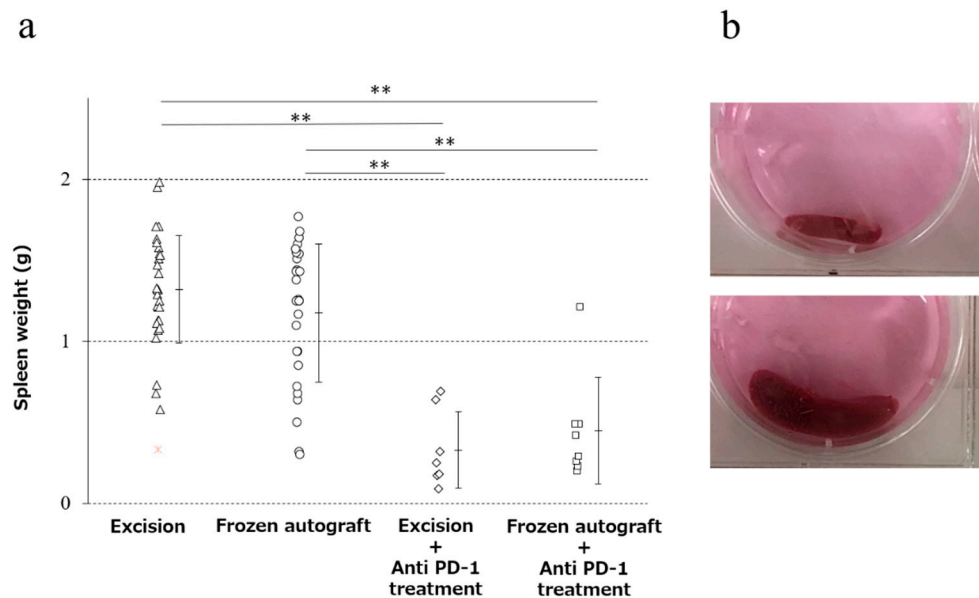 a
b
**
**
**
**
2
1
0
Spleen weight (g)
Excision
Frozen autograft
Excision
+
Anti PD-1
treatment
Frozen autograft
+
Anti PD-1
treatment